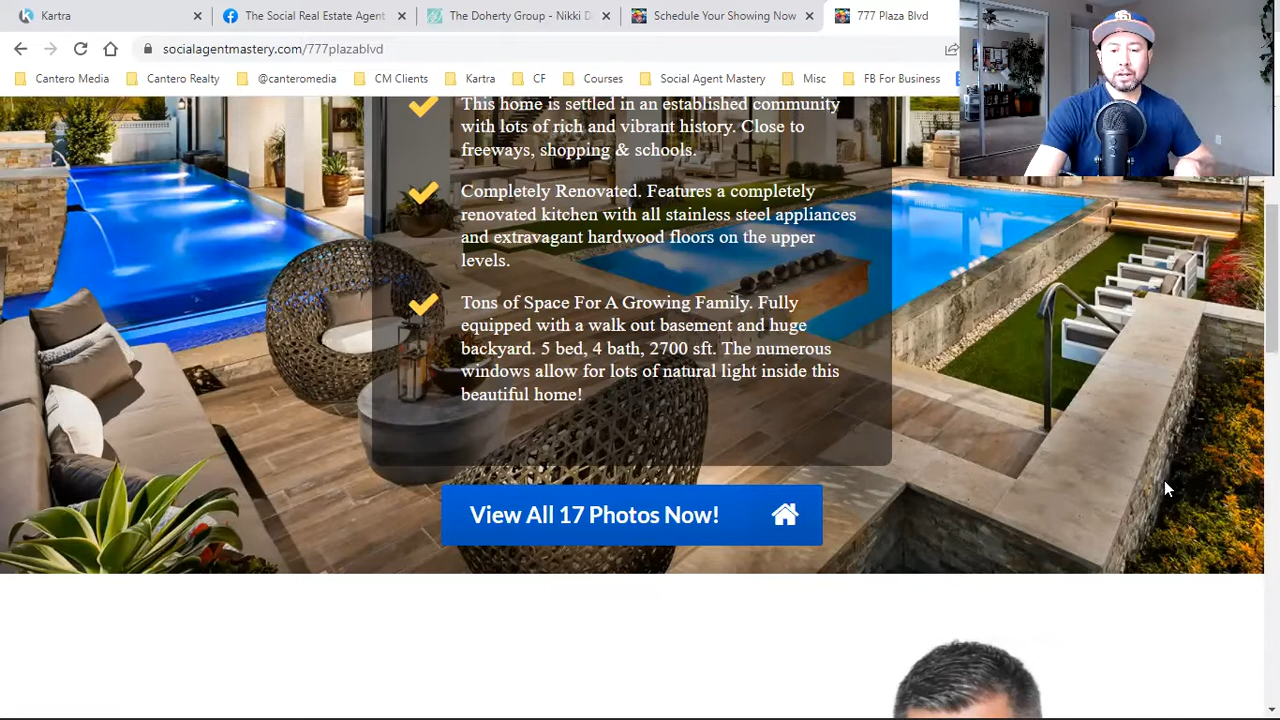 Kartra
The Social Real Estate Agent
The Doherty Group - Nikki D
Schedule Your Showing Now
777 Plaza Blvd
socialagentmastery.com/777plazablvd
Cantero Media
Cantero Realty
@canteromedia
CM Clients
Kartra
CF
Courses
Social Agent Mastery
Misc
FB For Business
This home is settled in an established community
with lots of rich and vibrant history. Close to
freeways, shopping & schools.
Completely Renovated. Features a completely
renovated kitchen with all stainless steel appliances
and extravagant hardwood floors on the upper
levels.
Tons of Space For A Growing Family. Fully
equipped with a walk out basement and huge
backyard. 5 bed, 4 bath, 2700 sft. The numerous
windows allow for lots of natural light inside this
beautiful home!
View All 17 Photos Now!